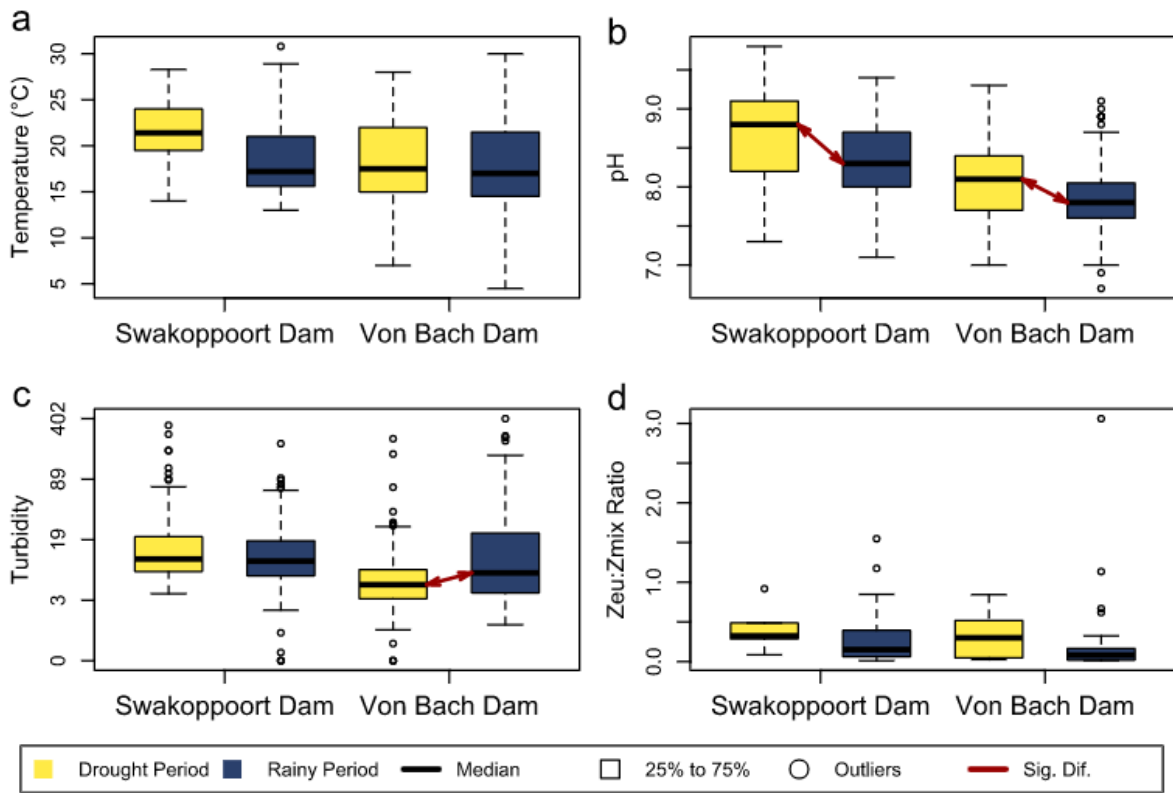 a
Temperature (°C)
30
25
20
15
10
5
Swakoppoort Dam Von Bach Dam
b
pH
9.0
8.0
7.0
Swakoppoort Dam Von Bach Dam
c
Turbidity
402
89
19
3
0
Swakoppoort Dam Von Bach Dam
d
Zeu:Zmix Ratio
3.0
2.0
1.0
0.0
Swakoppoort Dam Von Bach Dam
Drought Period Rainy Period Median 25% to 75% Outliers Sig. Dif.